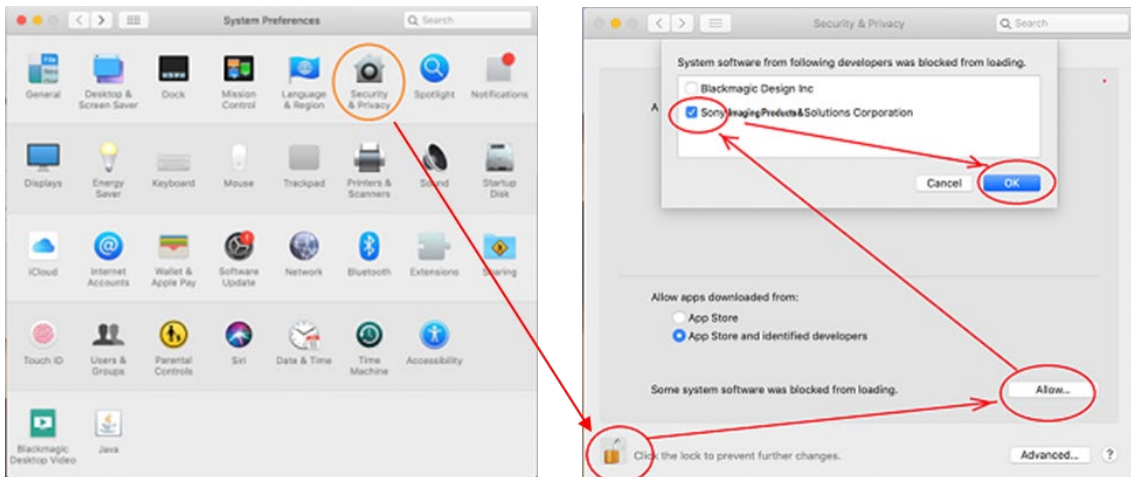 System Preferences
Search
General
Desktop &
Screen Saver
Dock
Mission
Control
Language
& Region
Security
& Privacy
Spotlight
Notifications
Displays
Energy
Saver
Keyboard
Mouse
Trackpad
Printers &
Scanners
Sound
Startup
Disk
iCloud
Internet
Accounts
Wallet &
Apple Pay
Software
Update
Network
Bluetooth
Extensions
Sharing
Touch ID
Users &
Groups
Parental
Controls
Siri
Date & Time
Time
Machine
Accessibility
Blackmagic
Desktop Video
Java
Security & Privacy
Search
System software from following developers was blocked from loading.
Blackmagic Design Inc
A
Sony Imaging Products & Solutions Corporation
Cancel
OK
Allow apps downloaded from:
App Store
App Store and identified developers
Some system software was blocked from loading.
Allow...
Click the lock to prevent further changes.
Advanced...
?